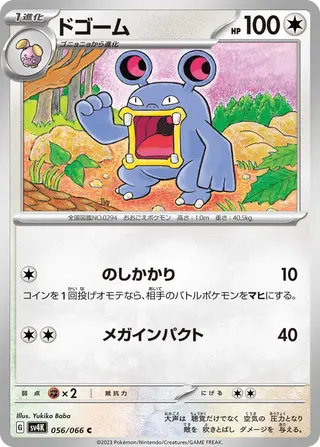 1進化
ドゴーム
HP100
ゴニョニョから進化
全国図鑑NO.0294 おおごえポケモン 高さ:1.0m 重さ:40.5kg
のしかかり 10
コインを1回投げオモテなら、相手のバトルポケモンをマヒにする。
メガインパクト 40
弱点 ×2 抵抗力 にげる
Illus. Yukiko Baba
G SV4K 056/066 C
大声は 聴覚だけでなく 空気の
圧力と なって 相手を 吹き飛ばし
ダメージを 与える。
©2023 Pokémon/Nintendo/Creatures/GAME FREAK.